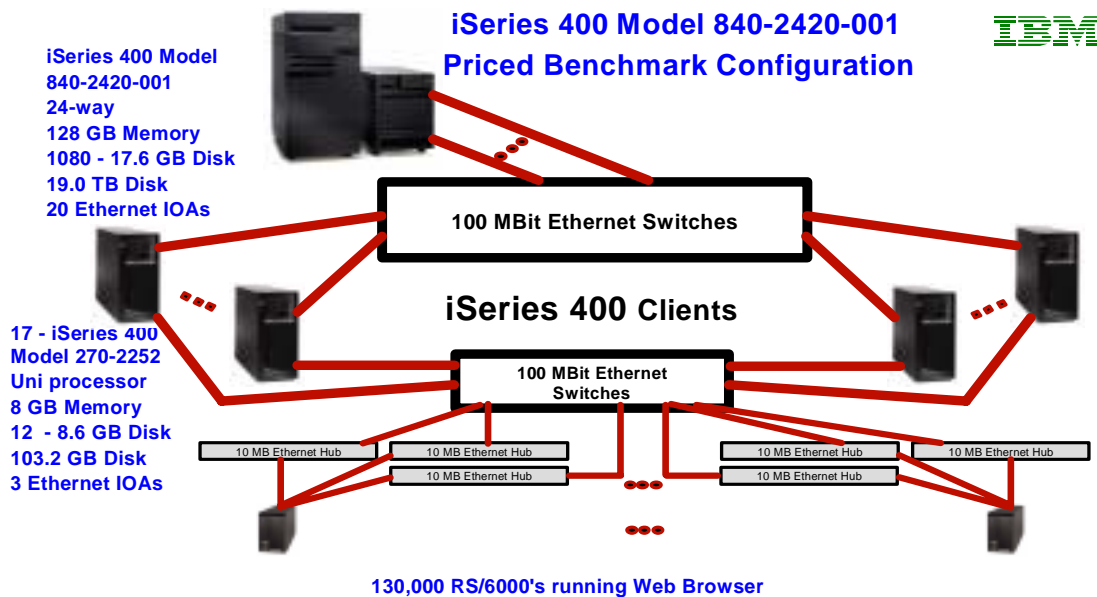 iSeries 400 Model 840-2420-001
Priced Benchmark Configuration
IBM
iSeries 400 Model
840-2420-001
24-way
128 GB Memory
1080 - 17.6 GB Disk
19.0 TB Disk
20 Ethernet IOAs
100 MBit Ethernet Switches
iSeries 400 Clients
17 - iSeries 400
Model 270-2252
Uni processor
8 GB Memory
12 - 8.6 GB Disk
103.2 GB Disk
3 Ethernet IOAs
100 MBit Ethernet
Switches
10 MB Ethernet Hub
10 MB Ethernet Hub
10 MB Ethernet Hub
10 MB Ethernet Hub
10 MB Ethernet Hub
10 MB Ethernet Hub
130,000 RS/6000's running Web Browser